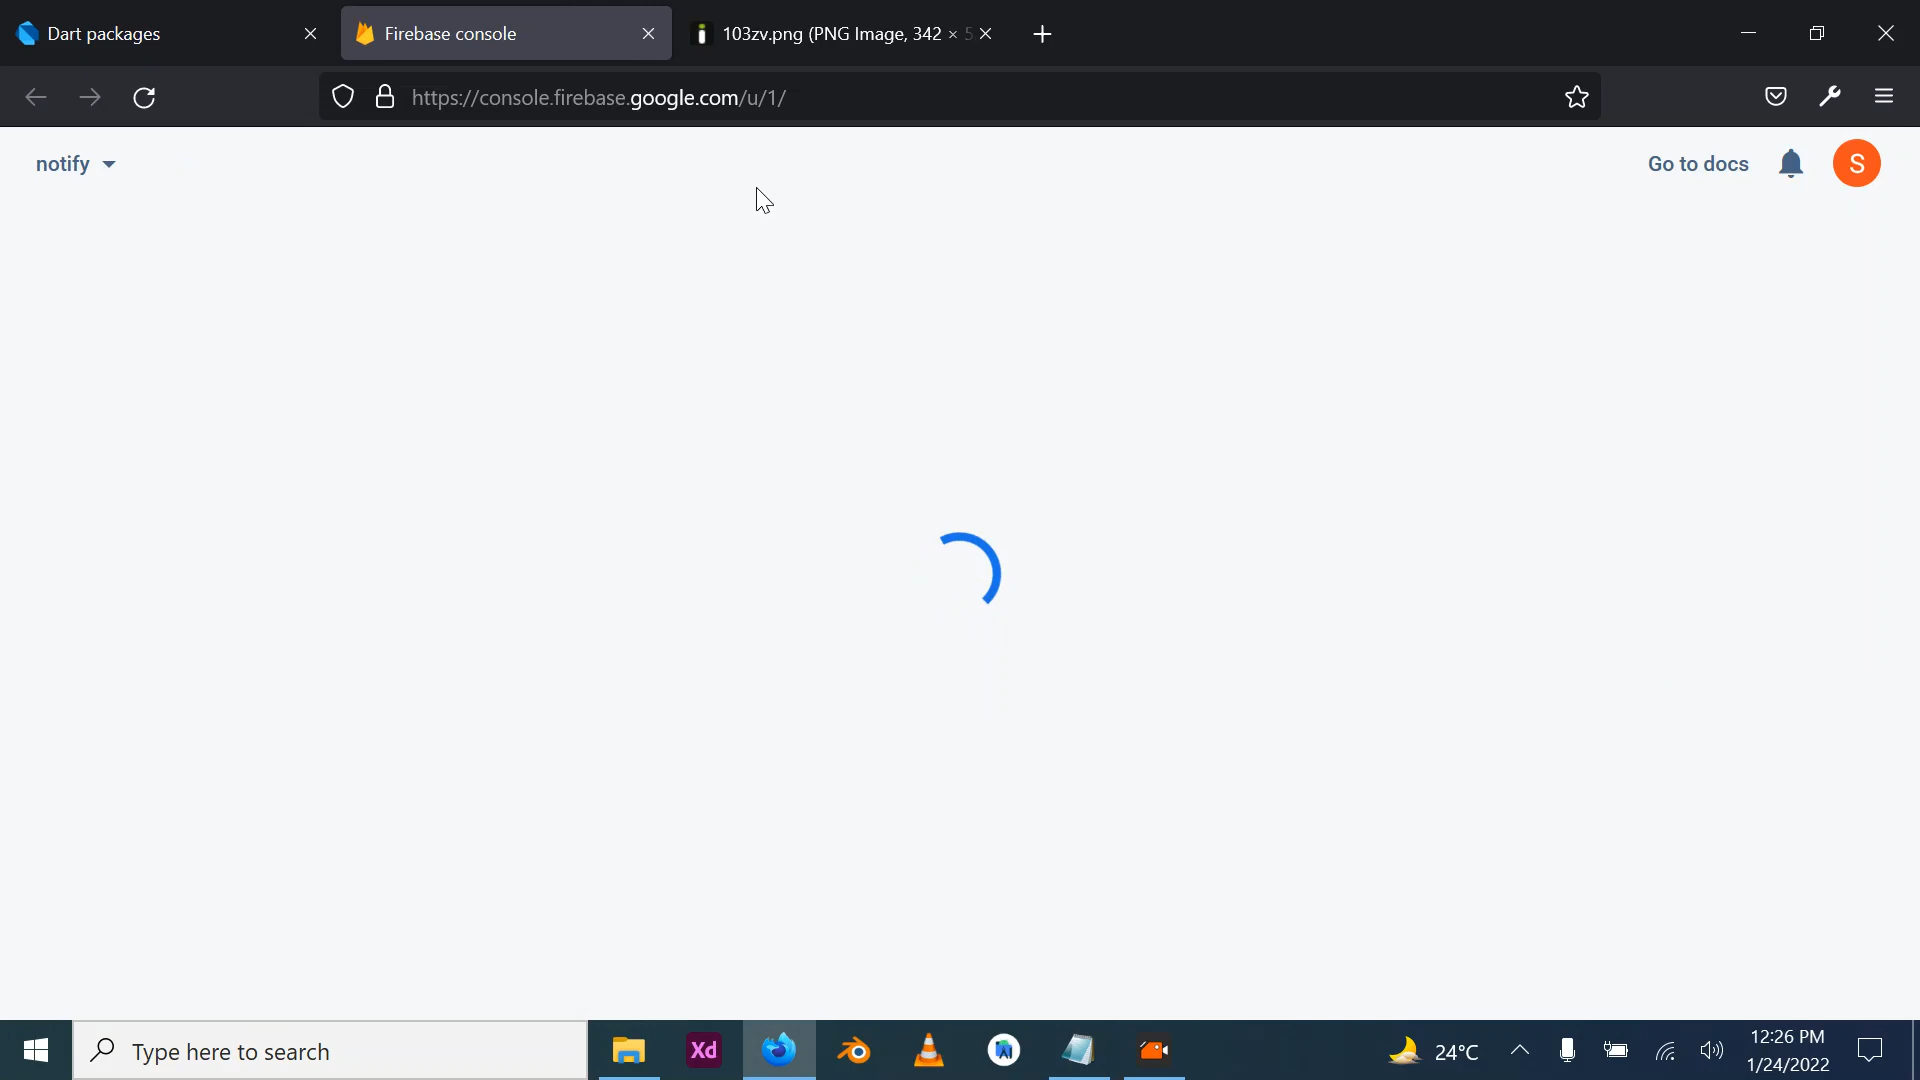 Dart packages
Firebase console
103zv.png (PNG Image, 342 × 5
https://console.firebase.google.com/u/1/
notify
Go to docs
S
Type here to search
Xd
24°C
12:26 PM
1/24/2022